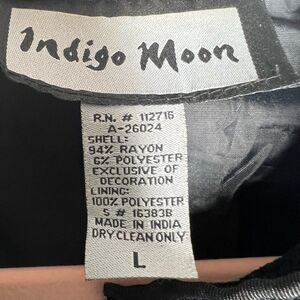 Indigo Moon
R.N. # 112716
A-26024
SHELL:
94% RAYON
6% POLYESTER
EXCLUSIVE OF
DECORATION
LINING:
100% POLYESTER
S # 16383B
MADE IN INDIA
DRY CLEAN ONLY
L